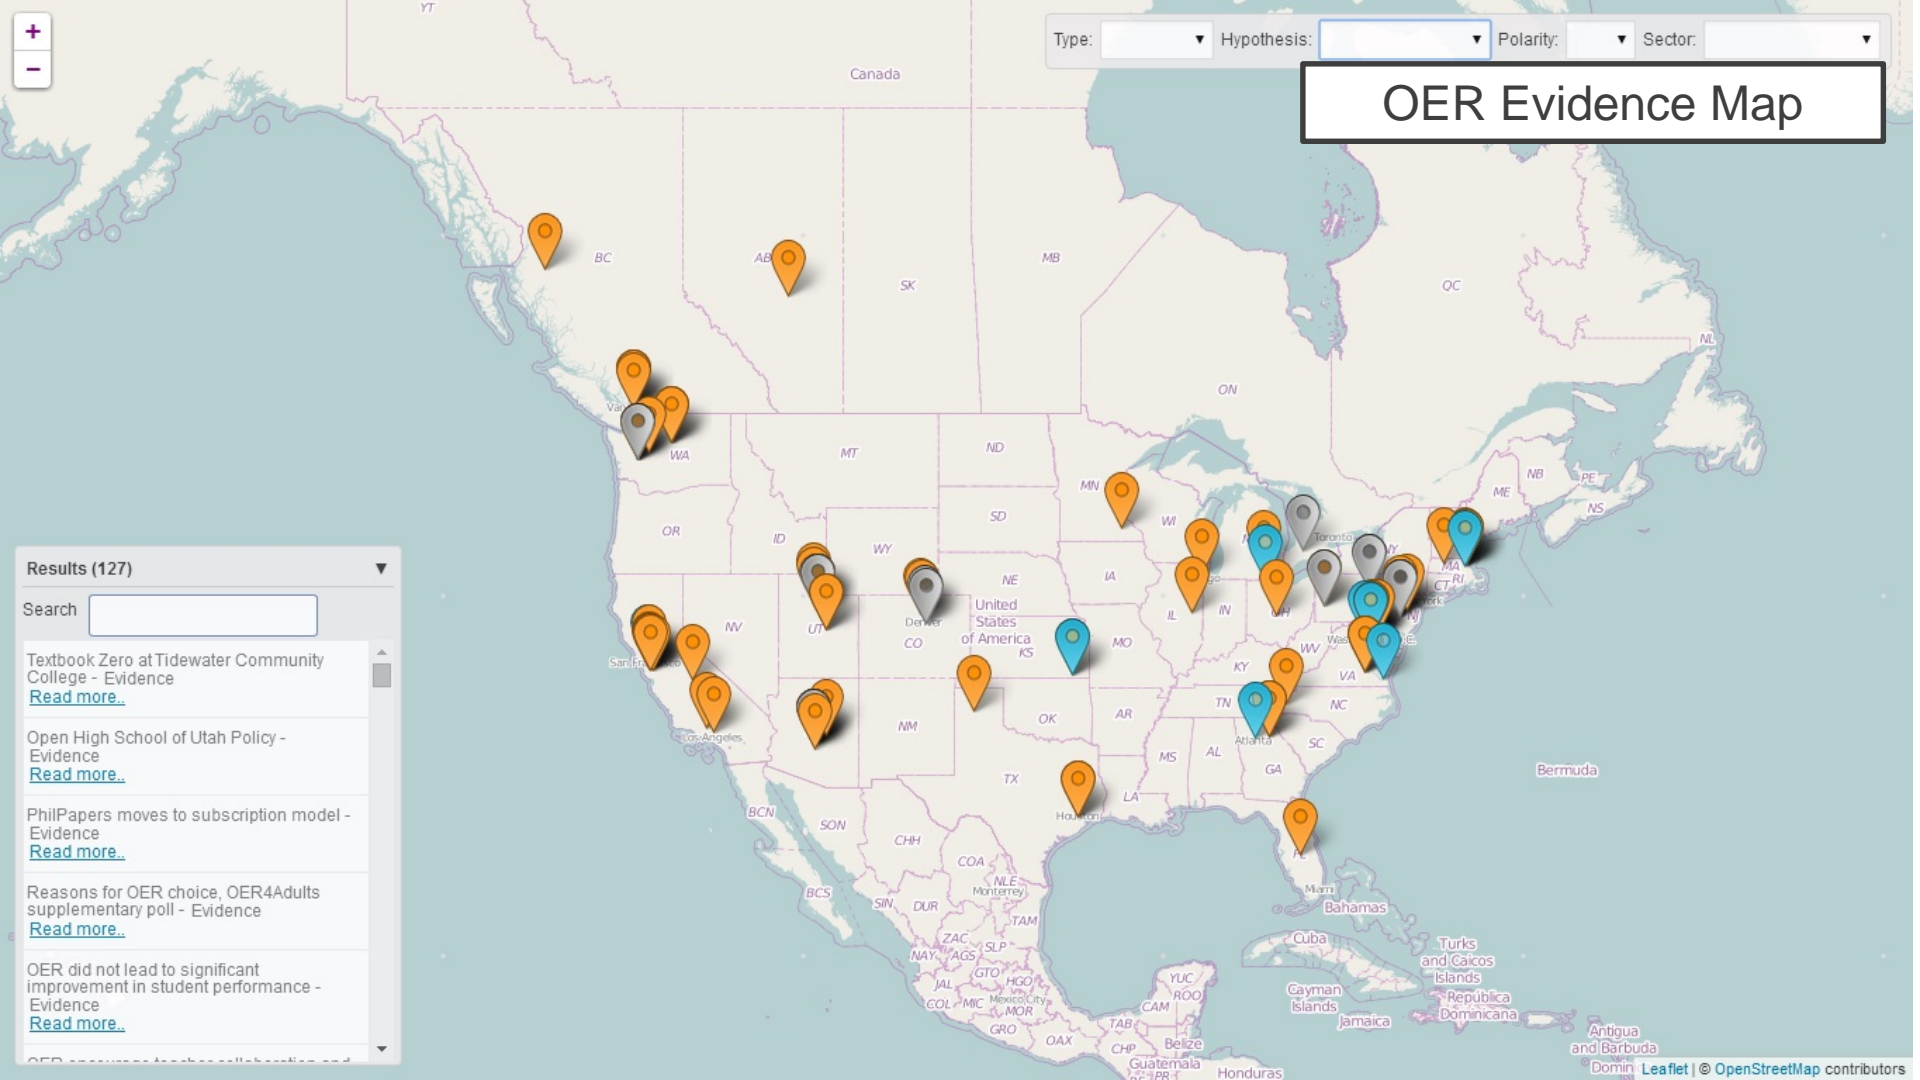 +
−
Type:
Hypothesis:
Polarity:
Sector:
OER Evidence Map
YT
Canada
BC
AB
SK
MB
QC
NL
ON
WA
MT
ND
MN
NB
PE
ME
NS
OR
ID
SD
WI
Toronto
NY
WY
MA
RI
CT
IA
NE
United
States
of America
Denver
IL
IN
OH
NJ
NV
UT
CO
KS
MO
WV
KY
VA
TN
NC
NM
OK
AR
Los Angeles
Atlanta
SC
MS
AL
GA
TX
LA
Bermuda
Houston
FL
BCN
SON
CHH
COA
NLE
Monterrey
Miami
Bahamas
BCS
SIN
DUR
TAM
Cuba
Turks
and Caicos
Islands
ZAC
SLP
NAY
AGS
GTO
HGO
YUC
JAL
ROO
Cayman
Islands
República
Dominicana
COL
MIC
Mexico City
MOR
CAM
Jamaica
GRO
TAB
OAX
CHP
Belize
Antigua
and Barbuda
Guatemala
PR
Honduras
Results (127)
Search
Textbook Zero at Tidewater Community
College - Evidence
Read more..
Open High School of Utah Policy -
Evidence
Read more..
PhilPapers moves to subscription model -
Evidence
Read more..
Reasons for OER choice, OER4Adults
supplementary poll - Evidence
Read more..
OER did not lead to significant
improvement in student performance -
Evidence
Read more..
Leaflet | © OpenStreetMap contributors